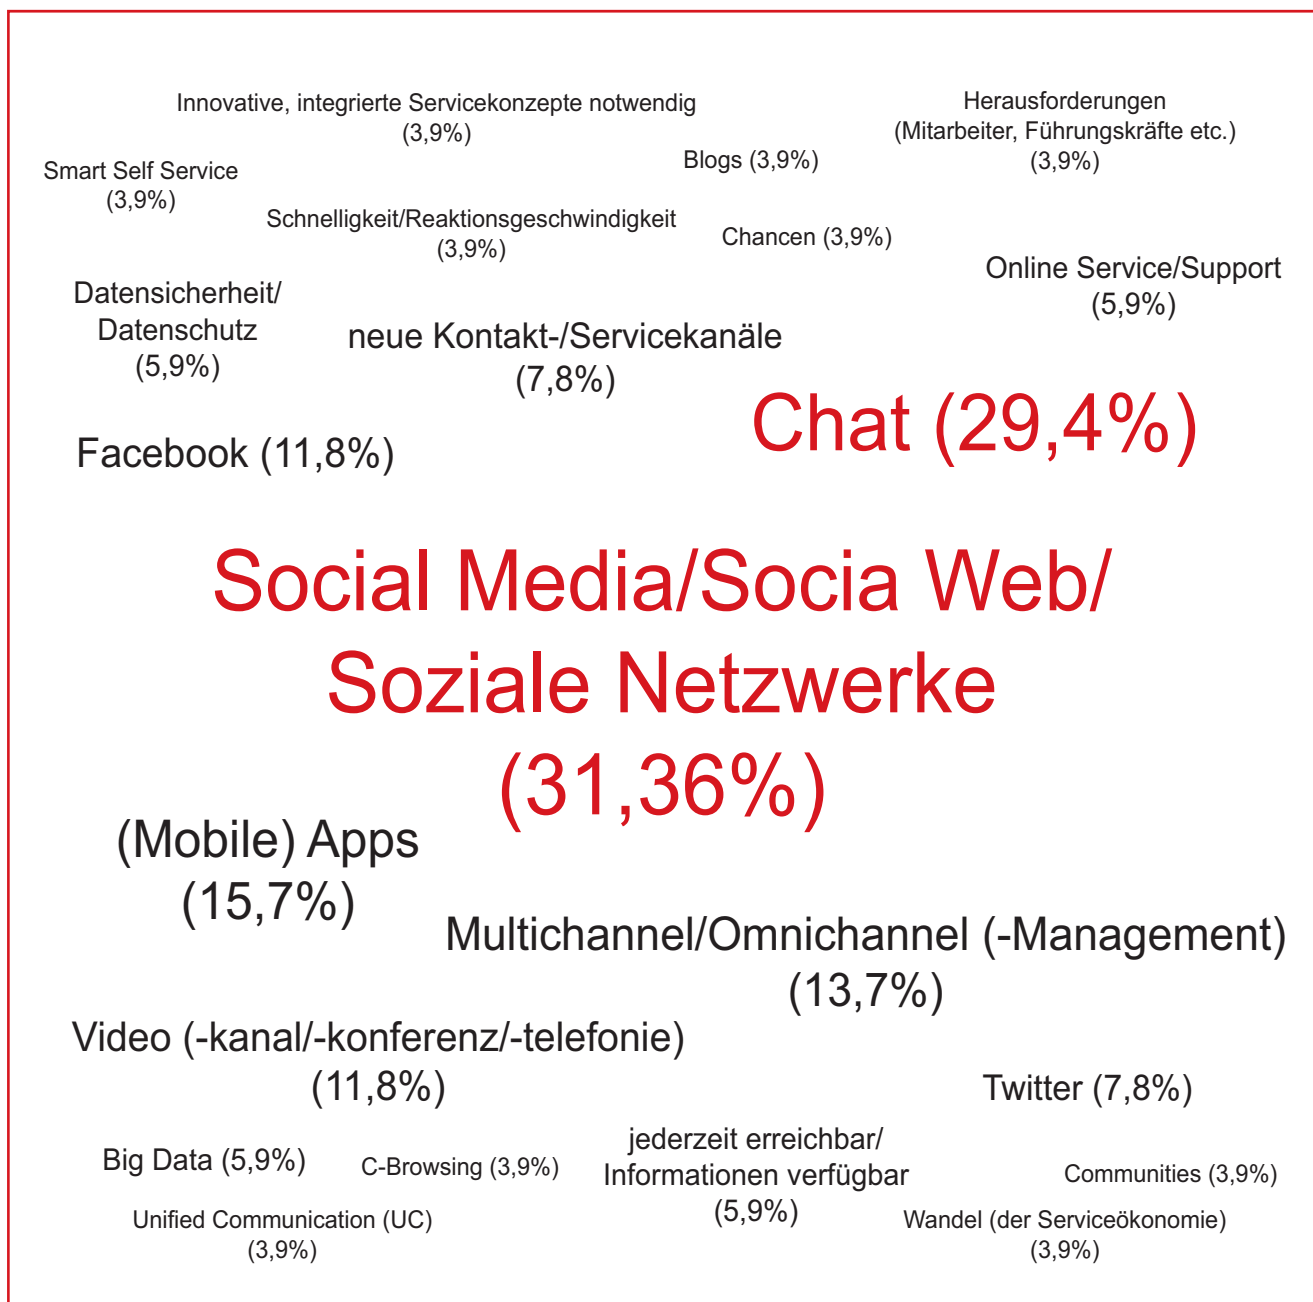 Innovative, integrierte Servicekonzepte notwendig
(3,9%)
Herausforderungen
(Mitarbeiter, Führungskräfte etc.)
(3,9%)
Blogs (3,9%)
Smart Self Service
(3,9%)
Schnelligkeit/Reaktionsgeschwindigkeit
(3,9%)
Chancen (3,9%)
Online Service/Support
(5,9%)
Datensicherheit/
Datenschutz
(5,9%)
neue Kontakt-/Servicekanäle
(7,8%)
Chat (29,4%)
Facebook (11,8%)
Social Media/Socia Web/
Soziale Netzwerke
(31,36%)
(Mobile) Apps
(15,7%)
Multichannel/Omnichannel (-Management)
(13,7%)
Video (-kanal/-konferenz/-telefonie)
(11,8%)
Twitter (7,8%)
Big Data (5,9%)
C-Browsing (3,9%)
jederzeit erreichbar/
Informationen verfügbar
(5,9%)
Communities (3,9%)
Unified Communication (UC)
(3,9%)
Wandel (der Serviceökonomie)
(3,9%)